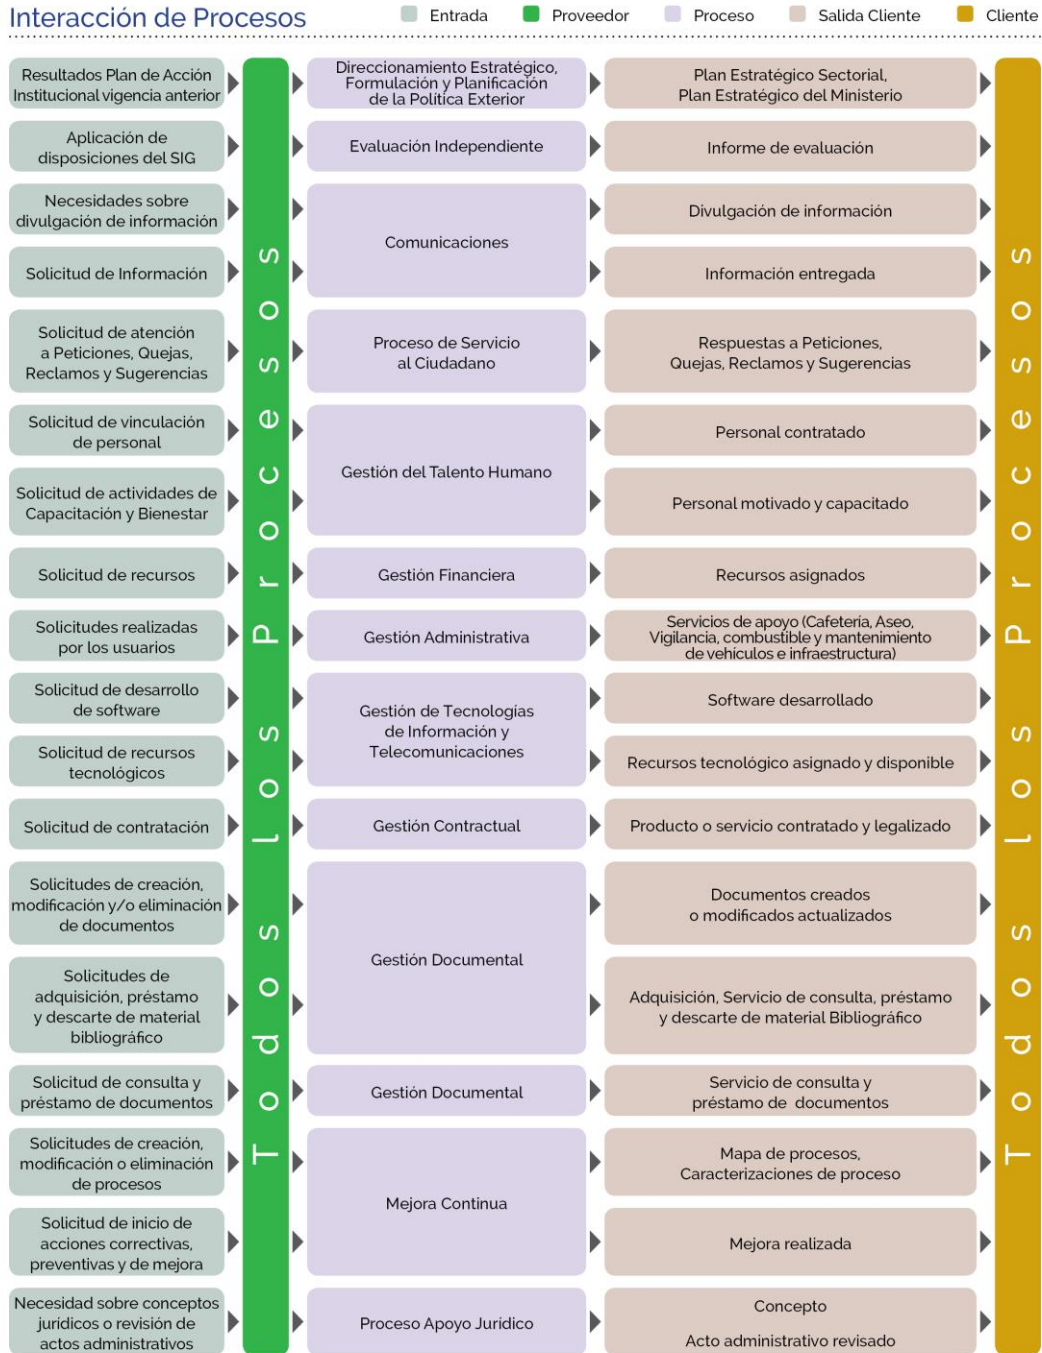 Interacción de Procesos
Entrada
Proveedor
Proceso
Salida Cliente
Cliente
Resultados Plan de Acción
Institucional vigencia anterior
Direccionamiento Estratégico,
Formulación y Planificación
de la Política Exterior
Plan Estratégico Sectorial,
Plan Estratégico del Ministerio
Aplicación de
disposiciones del SIG
Evaluación Independiente
Informe de evaluación
Necesidades sobre
divulgación de información
Comunicaciones
Divulgación de información
Solicitud de Información
Información entregada
Solicitud de atención
a Peticiones, Quejas,
Reclamos y Sugerencias
Proceso de Servicio
al Ciudadano
Respuestas a Peticiones,
Quejas, Reclamos y Sugerencias
Solicitud de vinculación
de personal
Gestión del Talento Humano
Personal contratado
Solicitud de actividades de
Capacitación y Bienestar
Personal motivado y capacitado
Solicitud de recursos
Gestión Financiera
Recursos asignados
Solicitudes realizadas
por los usuarios
Gestión Administrativa
Servicios de apoyo (Cafetería, Aseo,
Vigilancia, combustible y mantenimiento
de vehículos e infraestructura)
Solicitud de desarrollo
de software
Gestión de Tecnologías
de Información y
Telecomunicaciones
Software desarrollado
Solicitud de recursos
tecnológicos
Recursos tecnológico asignado y disponible
Solicitud de contratación
Gestión Contractual
Producto o servicio contratado y legalizado
Solicitudes de creación,
modificación y/o eliminación
de documentos
Gestión Documental
Documentos creados
o modificados actualizados
Solicitudes de
adquisición, préstamo
y descarte de material
bibliográfico
Adquisición, Servicio de consulta, préstamo
y descarte de material Bibliográfico
Solicitud de consulta y
préstamo de documentos
Gestión Documental
Servicio de consulta y
préstamo de documentos
Solicitudes de creación,
modificación o eliminación
de procesos
Mejora Continua
Mapa de procesos,
Caracterizaciones de proceso
Solicitud de inicio de
acciones correctivas,
preventivas y de mejora
Mejora realizada
Necesidad sobre conceptos
jurídicos o revisión de
actos administrativos
Proceso Apoyo Jurídico
Concepto
Acto administrativo revisado
Todos los Procesos
Todos los Procesos